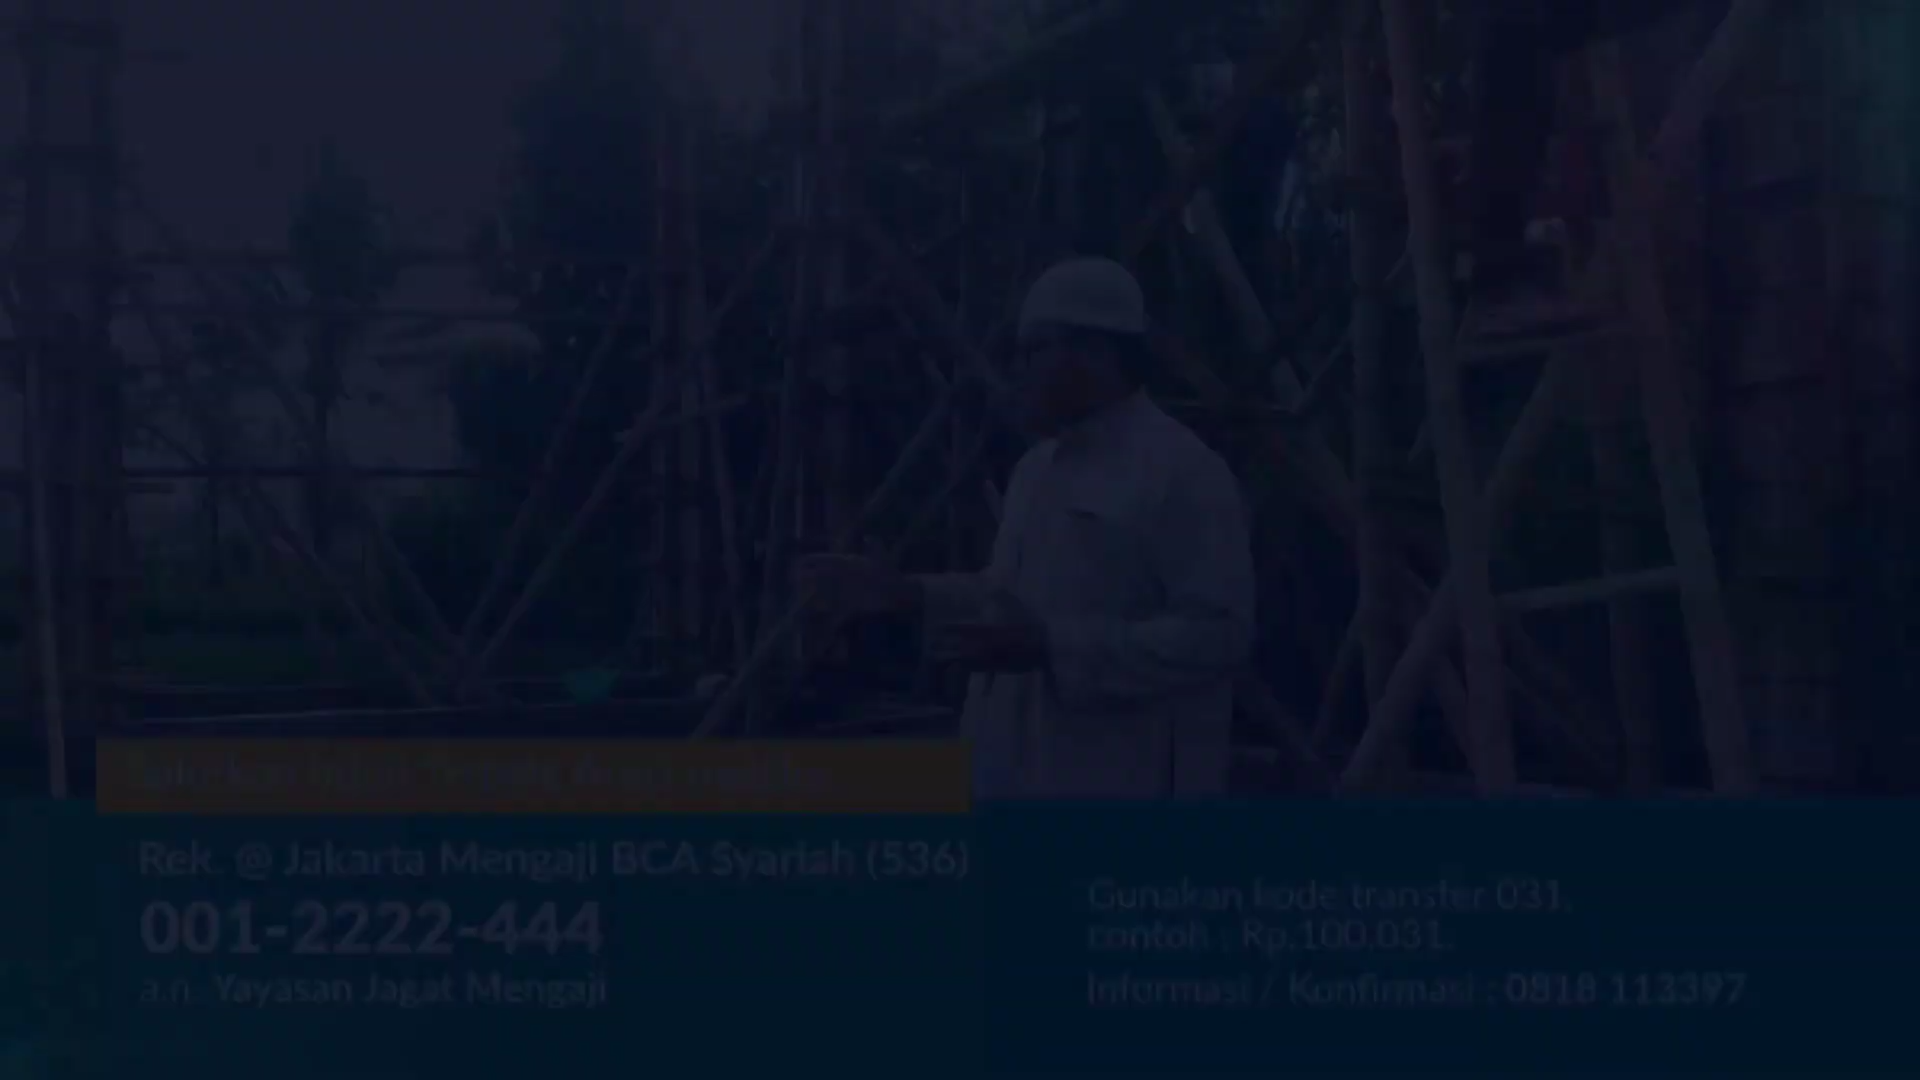 Rek. @ Jakarta Mengaji BCA Syariah (536)
001-2222-444
a.n. Yayasan Jagat Mengaji
Gunakan kode transfer 031,
contoh : Rp.100.031,
Informasi / Konfirmasi : 0818 113397